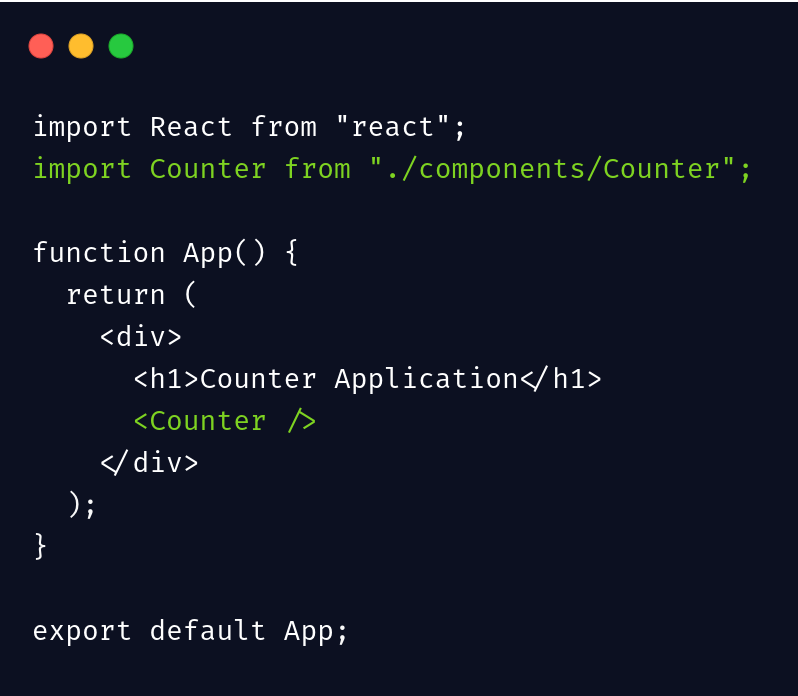 import React from "react";
import Counter from "./components/Counter";

function App() {
  return (
    <div>
      <h1>Counter Application</h1>
      <Counter />
    </div>
  );
}

export default App;